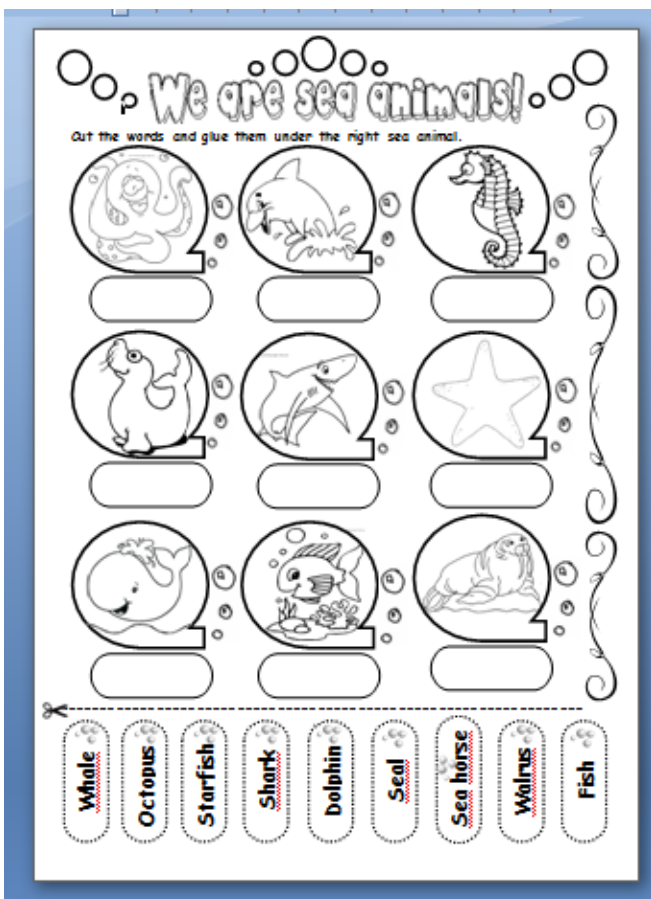 We are sea animals!
Cut the words and glue them under the right sea animal.
Whale
Octopus
Starfish
Shark
Dolphin
Seal
Sea horse
Walrus
Fish